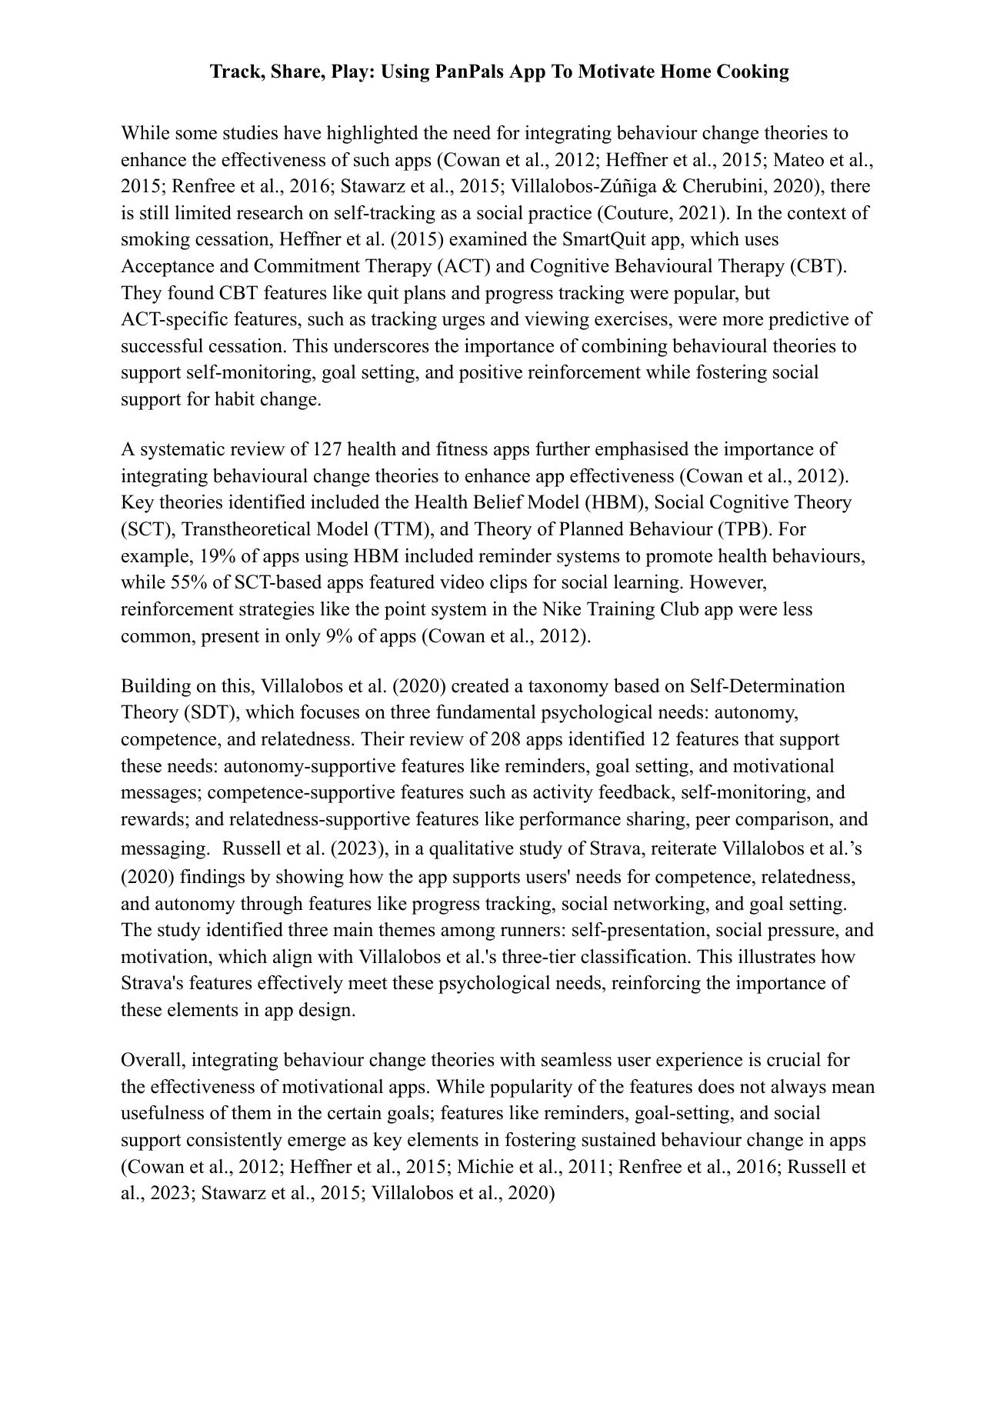 Track, Share, Play: Using PanPals App To Motivate Home Cooking
While some studies have highlighted the need for integrating behaviour change theories to
enhance the effectiveness of such apps (Cowan et al., 2012; Heffner et al., 2015; Mateo et al.,
2015; Renfree et al., 2016; Stawarz et al., 2015; Villalobos-Zúñiga & Cherubini, 2020), there
is still limited research on self-tracking as a social practice (Couture, 2021). In the context of
smoking cessation, Heffner et al. (2015) examined the SmartQuit app, which uses
Acceptance and Commitment Therapy (ACT) and Cognitive Behavioural Therapy (CBT).
They found CBT features like quit plans and progress tracking were popular, but
ACT-specific features, such as tracking urges and viewing exercises, were more predictive of
successful cessation. This underscores the importance of combining behavioural theories to
support self-monitoring, goal setting, and positive reinforcement while fostering social
support for habit change.
A systematic review of 127 health and fitness apps further emphasised the importance of
integrating behavioural change theories to enhance app effectiveness (Cowan et al., 2012).
Key theories identified included the Health Belief Model (HBM), Social Cognitive Theory
(SCT), Transtheoretical Model (TTM), and Theory of Planned Behaviour (TPB). For
example, 19% of apps using HBM included reminder systems to promote health behaviours,
while 55% of SCT-based apps featured video clips for social learning. However,
reinforcement strategies like the point system in the Nike Training Club app were less
common, present in only 9% of apps (Cowan et al., 2012).
Building on this, Villalobos et al. (2020) created a taxonomy based on Self-Determination
Theory (SDT), which focuses on three fundamental psychological needs: autonomy,
competence, and relatedness. Their review of 208 apps identified 12 features that support
these needs: autonomy-supportive features like reminders, goal setting, and motivational
messages; competence-supportive features such as activity feedback, self-monitoring, and
rewards; and relatedness-supportive features like performance sharing, peer comparison, and
messaging.  Russell et al. (2023), in a qualitative study of Strava, reiterate Villalobos et al.’s
(2020) findings by showing how the app supports users' needs for competence, relatedness,
and autonomy through features like progress tracking, social networking, and goal setting.
The study identified three main themes among runners: self-presentation, social pressure, and
motivation, which align with Villalobos et al.'s three-tier classification. This illustrates how
Strava's features effectively meet these psychological needs, reinforcing the importance of
these elements in app design.
Overall, integrating behaviour change theories with seamless user experience is crucial for
the effectiveness of motivational apps. While popularity of the features does not always mean
usefulness of them in the certain goals; features like reminders, goal-setting, and social
support consistently emerge as key elements in fostering sustained behaviour change in apps
(Cowan et al., 2012; Heffner et al., 2015; Michie et al., 2011; Renfree et al., 2016; Russell et
al., 2023; Stawarz et al., 2015; Villalobos et al., 2020)